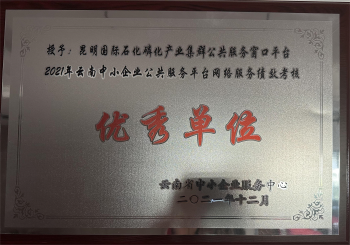 授予：昆明国际石化磷化产业集群公共服务窗口平台
2021年云南中小企业公共服务平台网络服务绩效考核
优秀单位
云南省中小企业服务中心
二〇二一年十二月